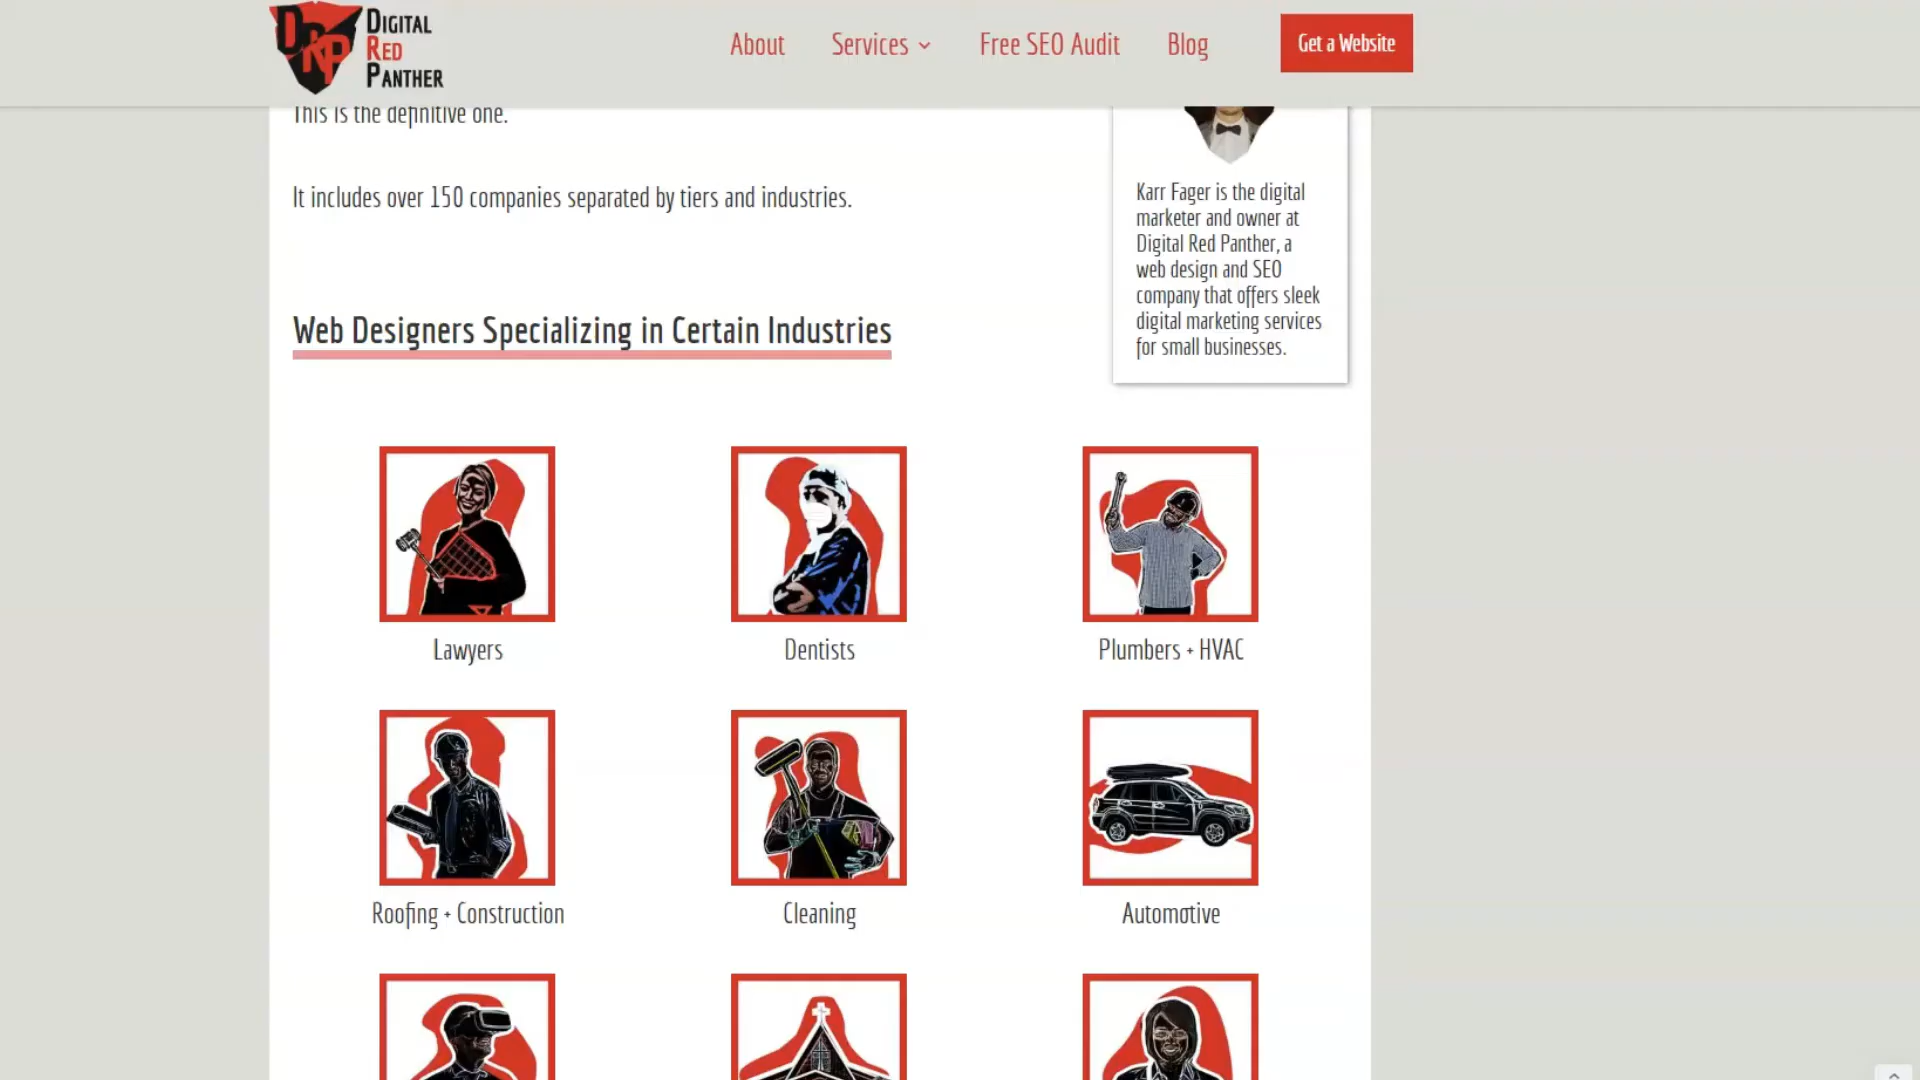 DRP
DIGITAL
RED
PANTHER
About
Services
Free SEO Audit
Blog
Get a Website
This is the definitive one.
It includes over 150 companies separated by tiers and industries.
Karr Fager is the digital
marketer and owner at
Digital Red Panther, a
web design and SEO
company that offers sleek
digital marketing services
for small businesses.
Web Designers Specializing in Certain Industries
Lawyers
Dentists
Plumbers + HVAC
Roofing + Construction
Cleaning
Automotive